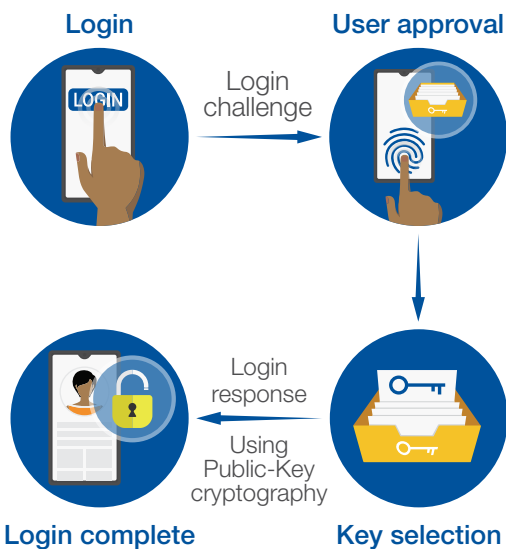 Login
User approval
LOGIN
Login
challenge
Login
response
Using
Public-Key
cryptography
Login complete
Key selection